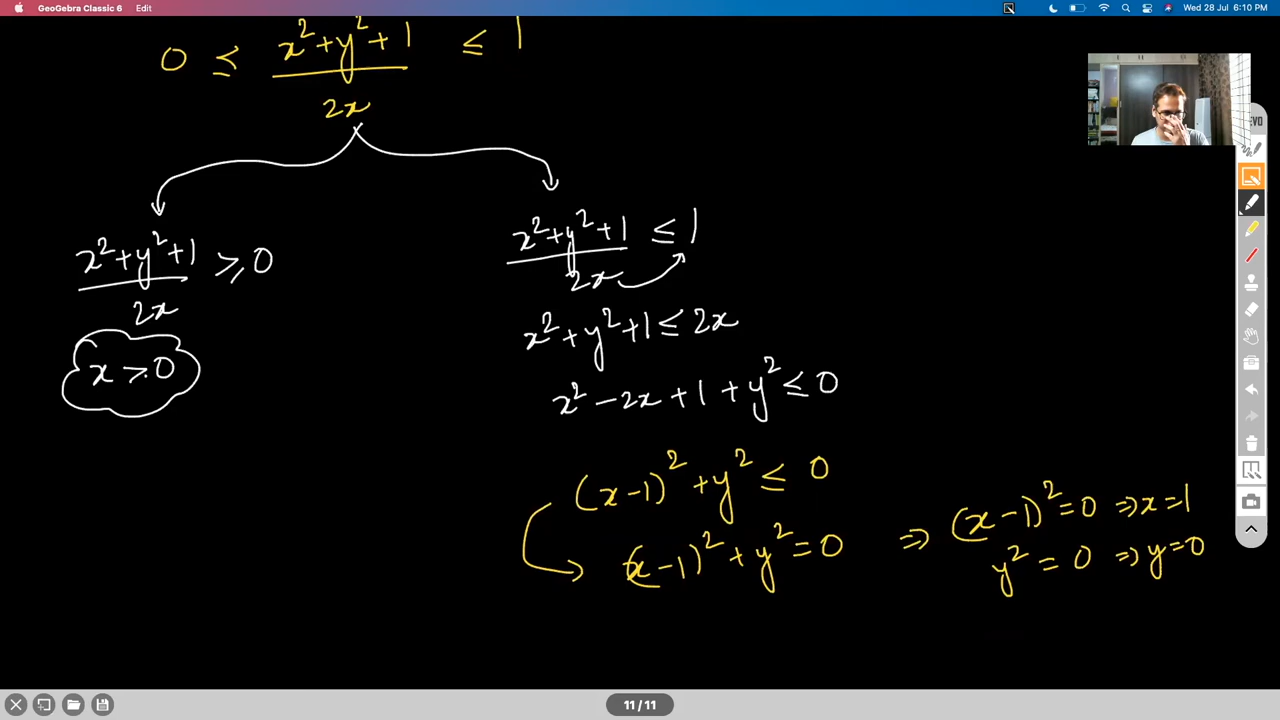 GeoGebra Classic 6 Edit Wed 28 Jul 6:10 PM
0 ≤ (x²+y²+1)/2x ≤ 1
(x²+y²+1)/2x ⩾ 0
x ⩾ 0
(x²+y²+1)/2x ≤ 1
x²+y²+1 ≤ 2x
x²-2x+1+y² ≤ 0
(x-1)²+y² ≤ 0
(x-1)²+y²=0 ⇒ (x-1)²=0 ⇒ x=1
y²=0 ⇒ y=0
11 / 11